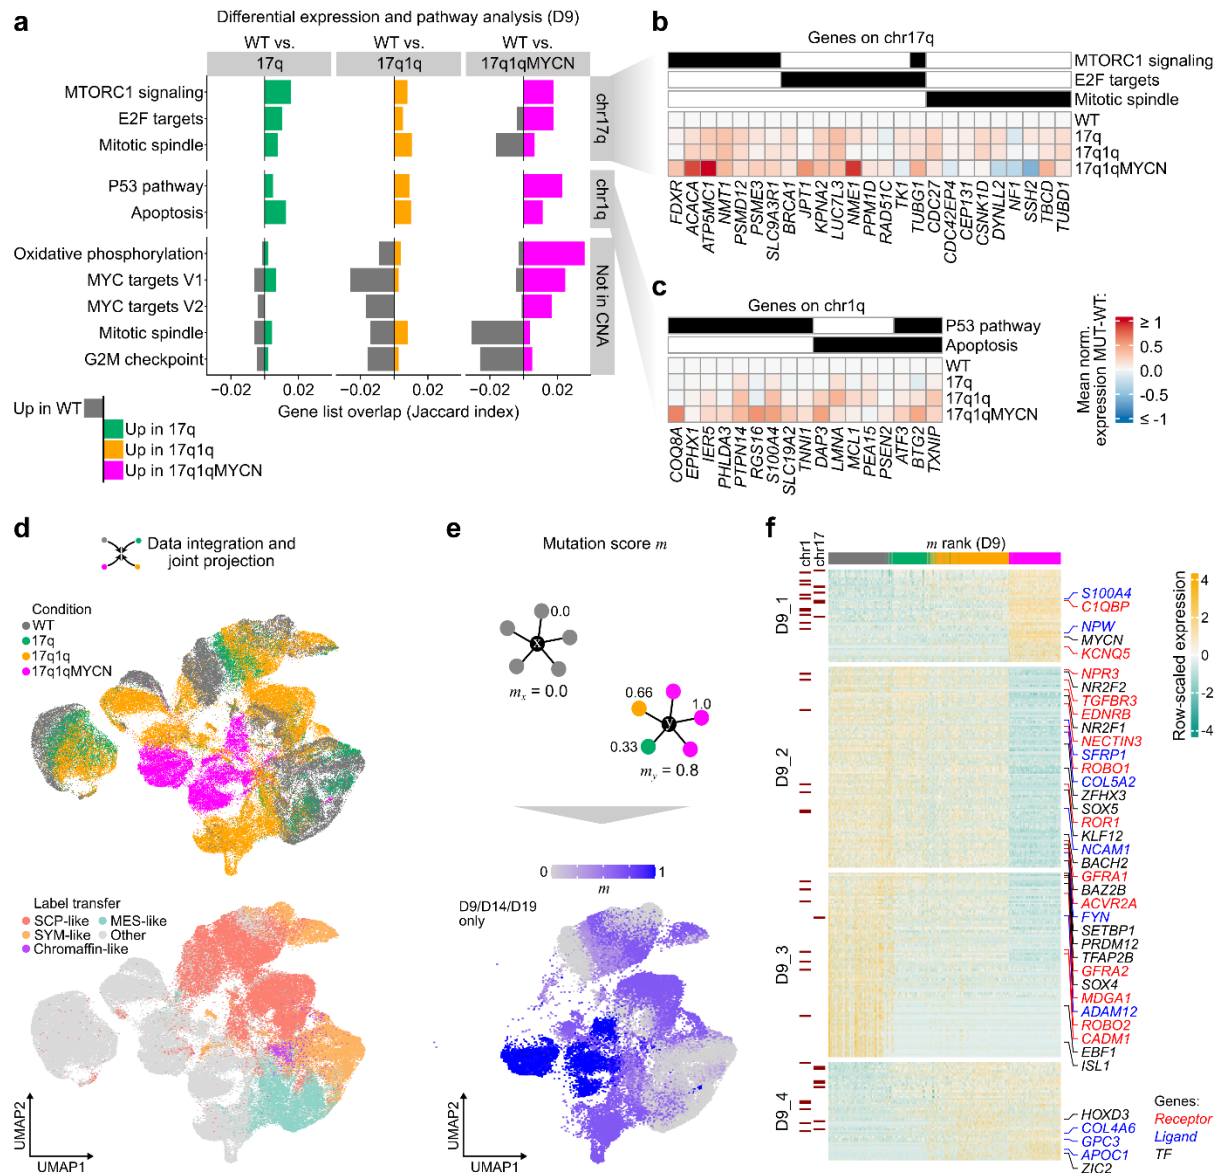 a
Differential expression and pathway analysis (D9)
WT vs.
17q
WT vs.
17q1q
WT vs.
17q1qMYCN
MTORC1 signaling
E2F targets
Mitotic spindle
chr17q
P53 pathway
Apoptosis
chr1q
Oxidative phosphorylation
MYC targets V1
MYC targets V2
Mitotic spindle
G2M checkpoint
Not in CNA
−0.02 0.02 −0.02 0.02 −0.02 0.02
Gene list overlap (Jaccard index)
Up in WT
Up in 17q
Up in 17q1q
Up in 17q1qMYCN
b
Genes on chr17q
MTORC1 signaling
E2F targets
Mitotic spindle
WT
17q
17q1q
17q1qMYCN
FDXR
ACACA
ATP5MC1
NMT1
PSMD12
PSME3
SLC9A3R1
BRCA1
JPT1
KPNA2
LUC7L3
NME1
PPM1D
RAD51C
TK1
TUBG1
CDC27
CDC42EP4
CEP131
CSNK1D
DYNLL2
NF1
SSH2
TBCD
TUBD1
c
Genes on chr1q
P53 pathway
Apoptosis
WT
17q
17q1q
17q1qMYCN
COQ8A
EPHX1
IER5
PHLDA3
PTPN14
RGS16
S100A4
SLC19A2
TNNI1
DAP3
LMNA
MCL1
PEA15
PSEN2
ATF3
BTG2
TXNIP
Mean norm.
expression MUT-WT:
≥ 1
0.5
0
-0.5
≤ -1
d
Data integration and
joint projection
Condition
WT
17q
17q1q
17q1qMYCN
Label transfer
SCP-like
MES-like
SYM-like
Other
Chromaffin-like
UMAP2
UMAP1
e
Mutation score m
0.0
x
mx = 0.0
0.66
1.0
y
0.33
my = 0.8
0 1
m
D9/D14/D19
only
UMAP2
UMAP1
f
chr1
chr17
m rank (D9)
D9_1
D9_2
D9_3
D9_4
S100A4
C1QBP
NPW
MYCN
KCNQ5
NPR3
NR2F2
TGFBR3
EDNRB
NR2F1
NECTIN3
SFRP1
ROBO1
COL5A2
ZFHX3
SOX5
ROR1
KLF12
NCAM1
BACH2
GFRA1
BAZ2B
ACVR2A
FYN
SETBP1
PRDM12
TFAP2B
GFRA2
SOX4
MDGA1
ADAM12
ROBO2
CADM1
EBF1
ISL1
HOXD3
COL4A6
GPC3
APOC1
ZIC2
Row-scaled expression
4
2
0
-2
-4
Genes:
Receptor
Ligand
TF